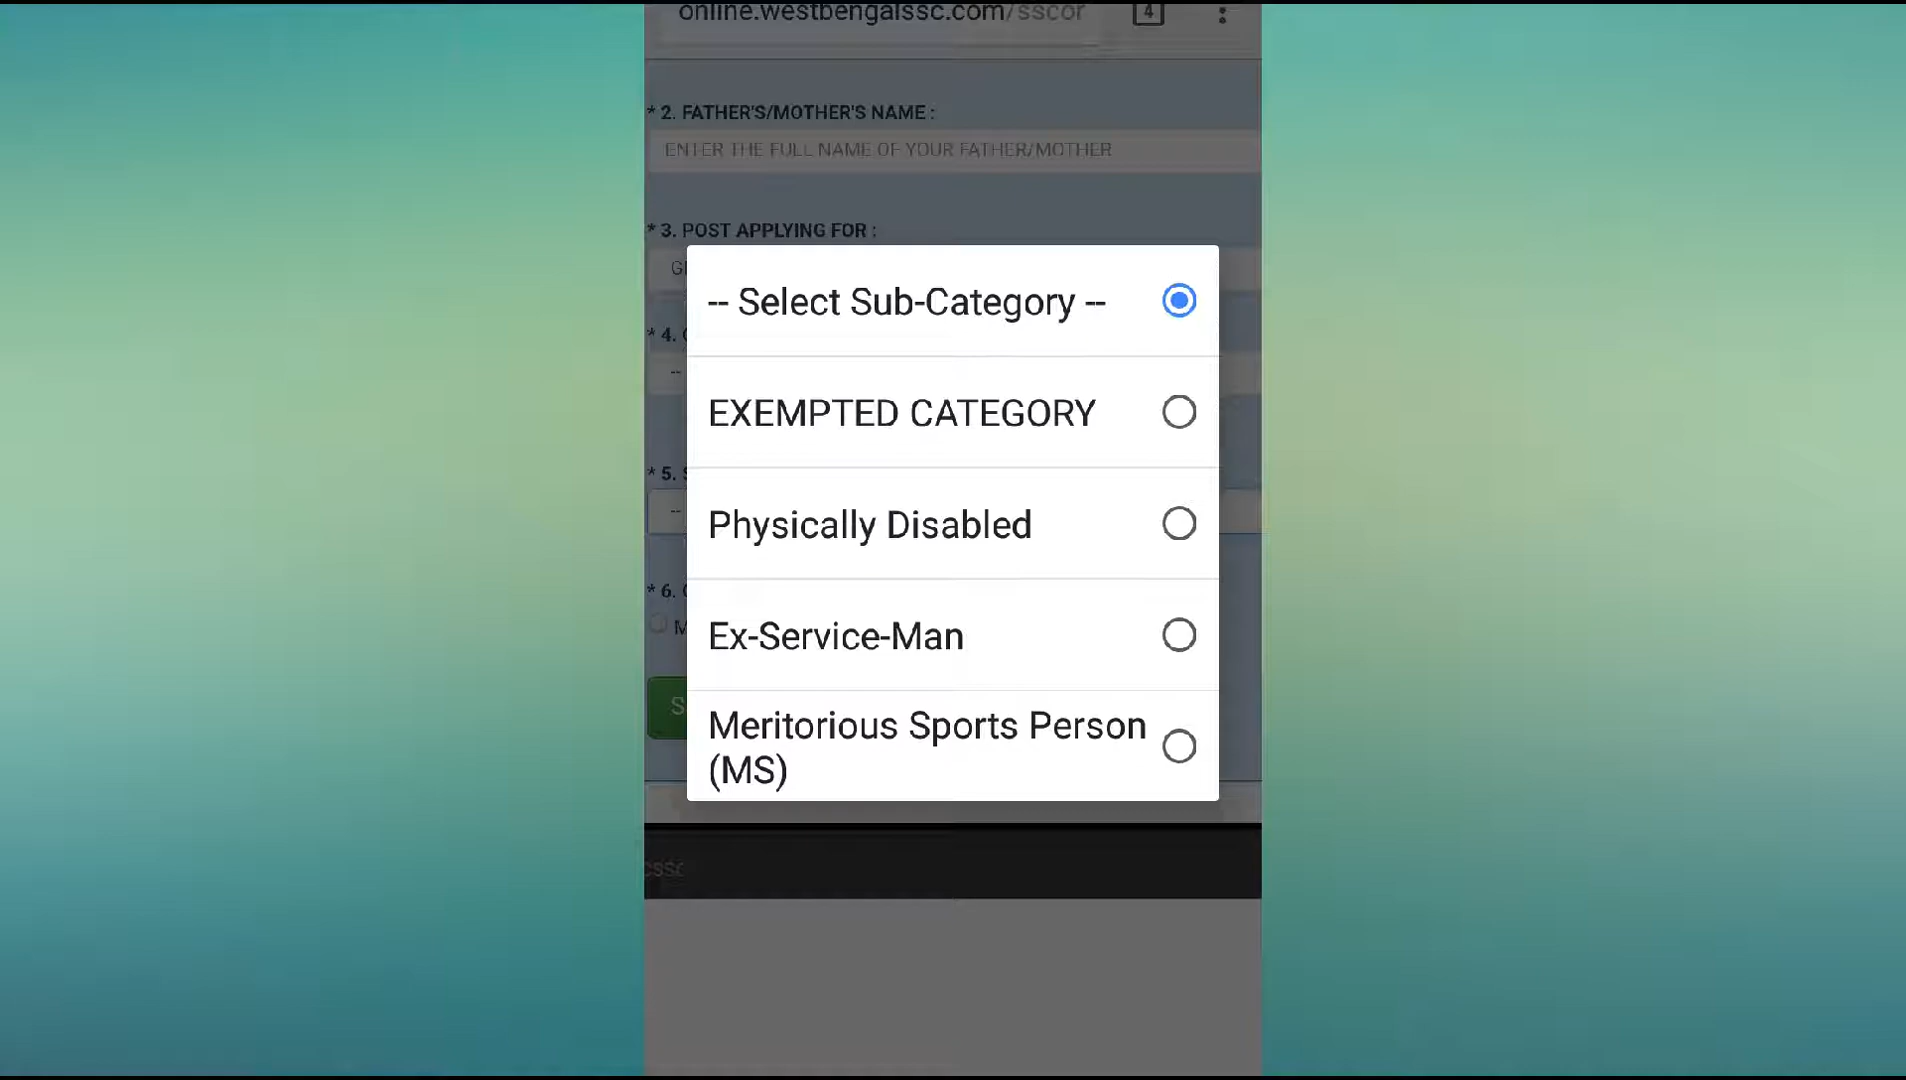 online.westbengalssc.com/sscor
4
* 2. FATHER'S/MOTHER'S NAME :
ENTER THE FULL NAME OF YOUR FATHER/MOTHER
* 3. POST APPLYING FOR :
-- Select Sub-Category --
* 4.
--
EXEMPTED CATEGORY
* 5. S
--
Physically Disabled
* 6.
M
Ex-Service-Man
S
Meritorious Sports Person
(MS)